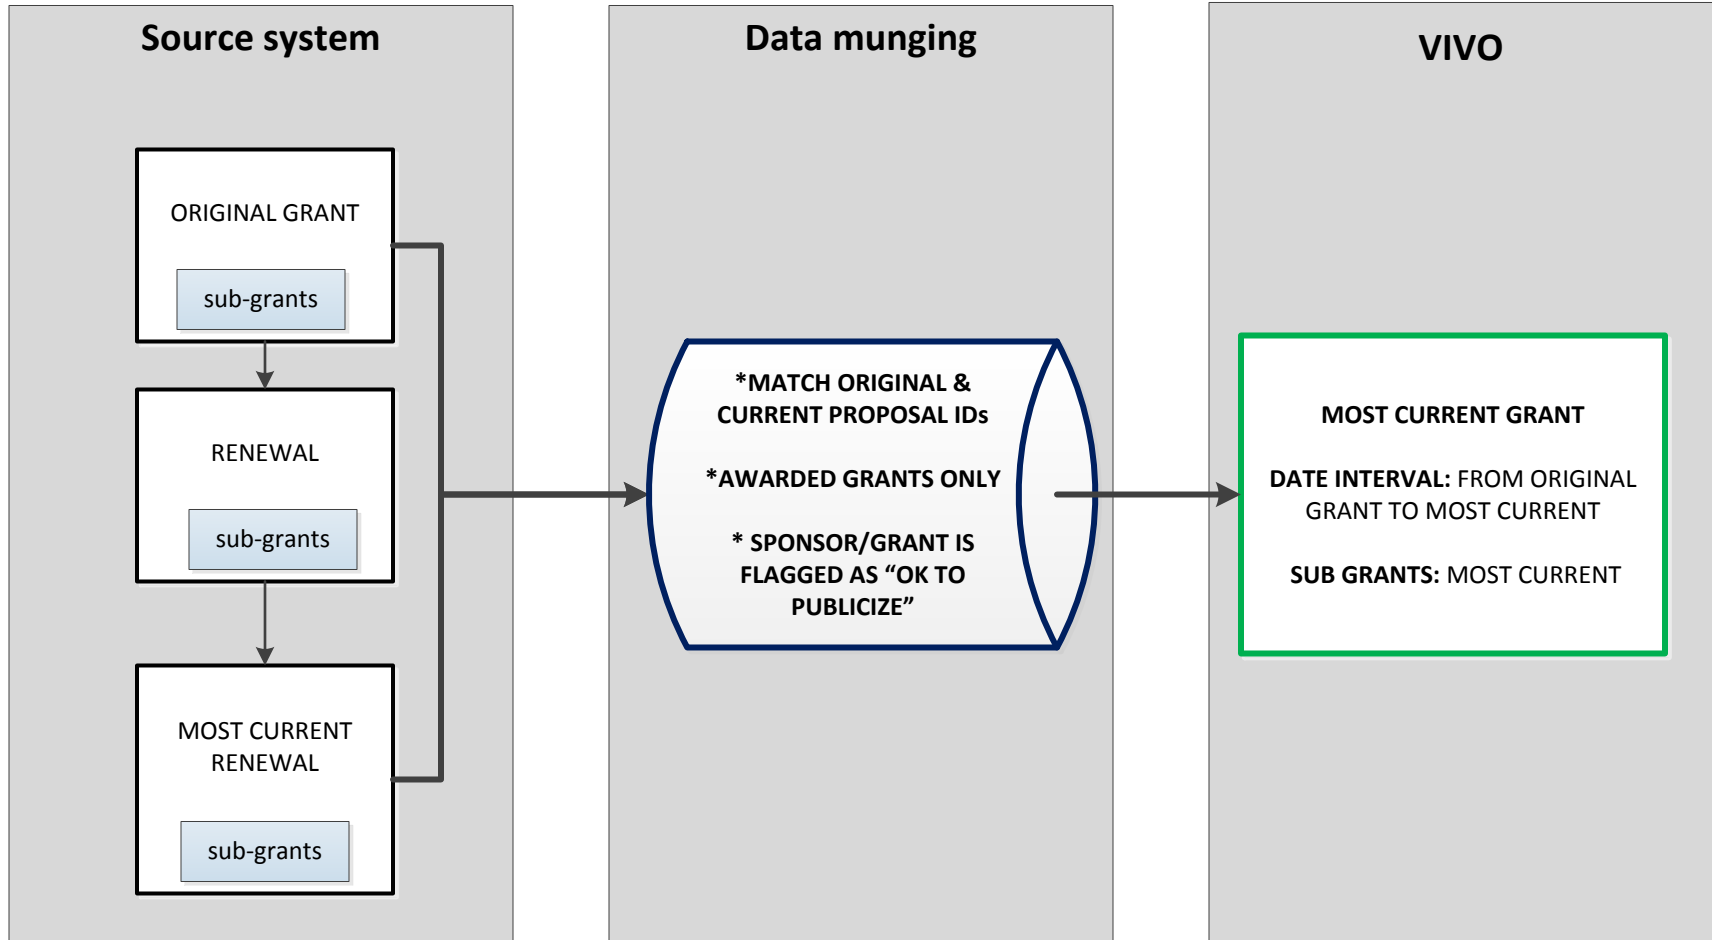 Source system
ORIGINAL GRANT
sub-grants
RENEWAL
sub-grants
MOST CURRENT
RENEWAL
sub-grants
Data munging
*MATCH ORIGINAL &
CURRENT PROPOSAL IDs
*AWARDED GRANTS ONLY
* SPONSOR/GRANT IS
FLAGGED AS “OK TO
PUBLICIZE”
VIVO
MOST CURRENT GRANT
DATE INTERVAL: FROM ORIGINAL
GRANT TO MOST CURRENT
SUB GRANTS: MOST CURRENT